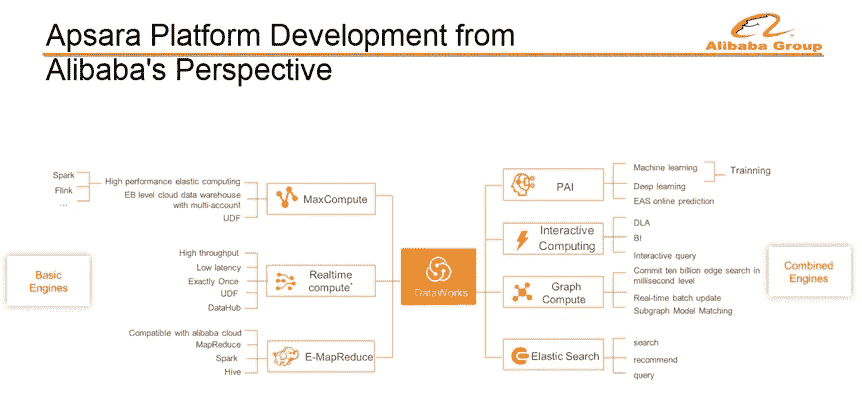 Apsara Platform Development from
Alibaba's Perspective
Alibaba Group
Spark
Flink
...
High performance elastic computing
EB level cloud data warehouse
with multi-account
UDF
MaxCompute
High throughput
Low latency
Exactly Once
UDF
DataHub
Realtime
compute*
Compatible with alibaba cloud
MapReduce
Spark
Hive
E-MapReduce
Basic
Engines
DataWorks
PAI
Machine learning
Deep learning
EAS online prediction
Trainning
Interactive
Computing
DLA
BI
Interactive query
Graph
Compute
Commit ten billion edge search in
millisecond level
Real-time batch update
Subgraph Model Matching
Elastic Search
search
recommend
query
Combined
Engines